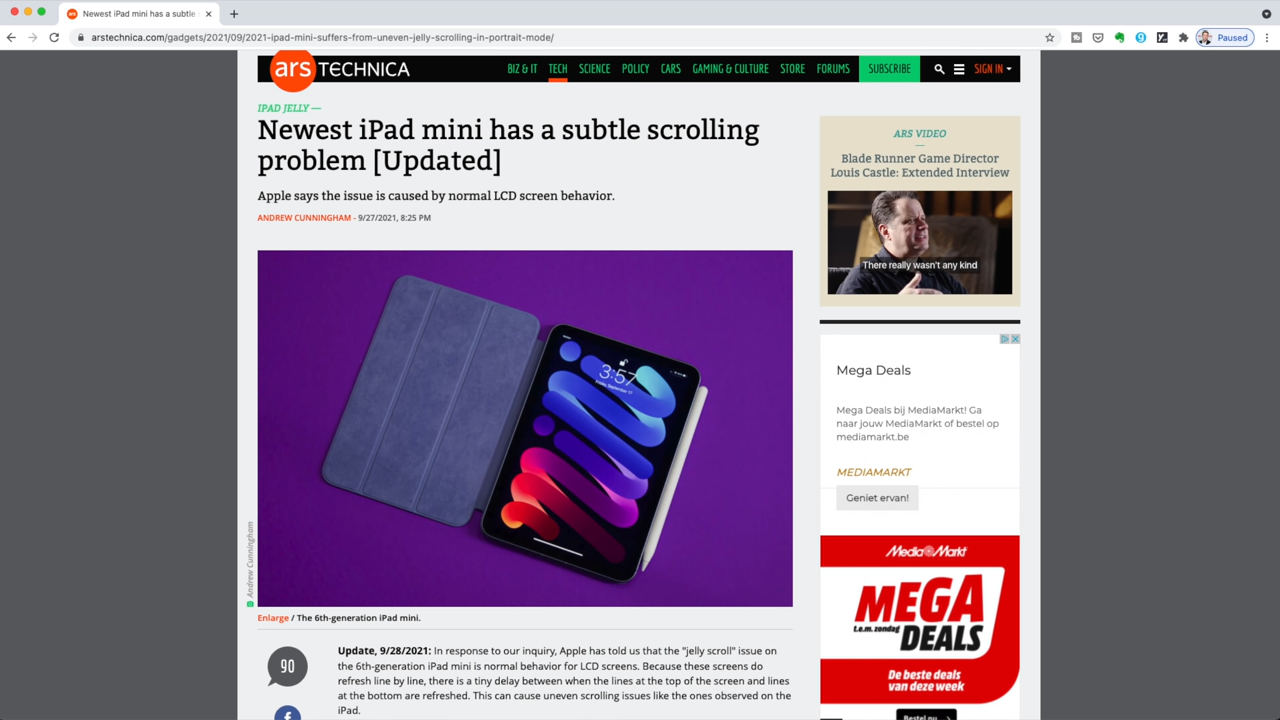 Newest iPad mini has a subtle
arstechnica.com/gadgets/2021/09/2021-ipad-mini-suffers-from-uneven-jelly-scrolling-in-portrait-mode/
Paused
ars TECHNICA
BIZ & IT TECH SCIENCE POLICY CARS GAMING & CULTURE STORE FORUMS SUBSCRIBE SIGN IN
IPAD JELLY —
Newest iPad mini has a subtle scrolling
problem [Updated]
Apple says the issue is caused by normal LCD screen behavior.
ANDREW CUNNINGHAM - 9/27/2021, 8:25 PM
3:57
Friday, September 17
Andrew Cunningham
Enlarge / The 6th-generation iPad mini.
90
Update, 9/28/2021: In response to our inquiry, Apple has told us that the "jelly scroll" issue on
the 6th-generation iPad mini is normal behavior for LCD screens. Because these screens do
refresh line by line, there is a tiny delay between when the lines at the top of the screen and lines
at the bottom are refreshed. This can cause uneven scrolling issues like the ones observed on the
iPad.
ARS VIDEO
Blade Runner Game Director
Louis Castle: Extended Interview
There really wasn't any kind
Mega Deals
Mega Deals bij MediaMarkt! Ga
naar jouw MediaMarkt of bestel op
mediamarkt.be
MEDIAMARKT
Geniet ervan!
MediaMarkt
MEGA
t.e.m. zondag
DEALS
De beste deals
van deze week
Bestel nu